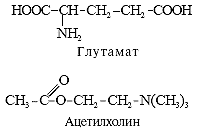 HOOC-CH-CH₂-CH₂-COOH
NH₂
Глутамат
O
CH₃-C-O-CH₂-CH₂-N(CH₃)₃
Ацетилхолин